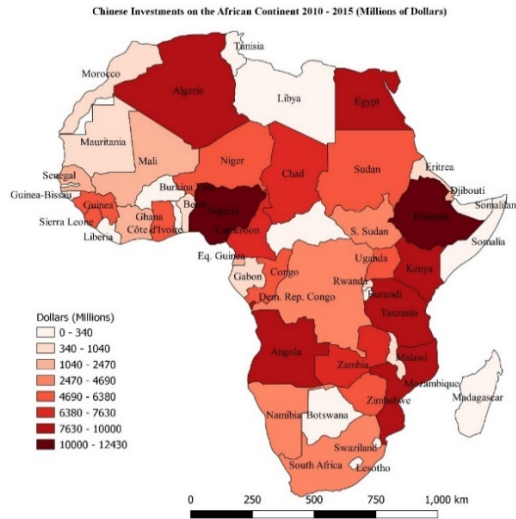 Chinese Investments on the African Continent 2010 - 2015 (Millions of Dollars)
Tunisia
Morocco
Algeria
Libya
Egypt
Mauritania
Mali
Niger
Chad
Sudan
Eritrea
Senegal
Djibouti
Guinea-Bissau
Guinea
Burkina
Benin
Nigeria
Ethiopia
Somaliland
Sierra Leone
Ghana
Côte d'Ivoire
Liberia
Cameroon
S. Sudan
Somalia
Eq. Guinea
Gabon
Congo
Uganda
Kenya
Rwanda
Dem. Rep. Congo
Burundi
Tanzania
Dollars (Millions)
0 - 340
340 - 1040
1040 - 2470
2470 - 4690
4690 - 6380
6380 - 7630
7630 - 10000
10000 - 12430
Angola
Zambia
Malawi
Mozambique
Zimbabwe
Madagascar
Namibia
Botswana
Swaziland
South Africa
Lesotho
0 250 500 750 1,000 km